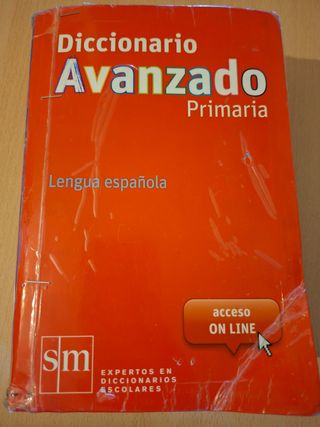 Diccionario
Avanzado
Primaria
Lengua española
acceso
ON LINE
sm
EXPERTOS EN
DICCIONARIOS
ESCOLARES